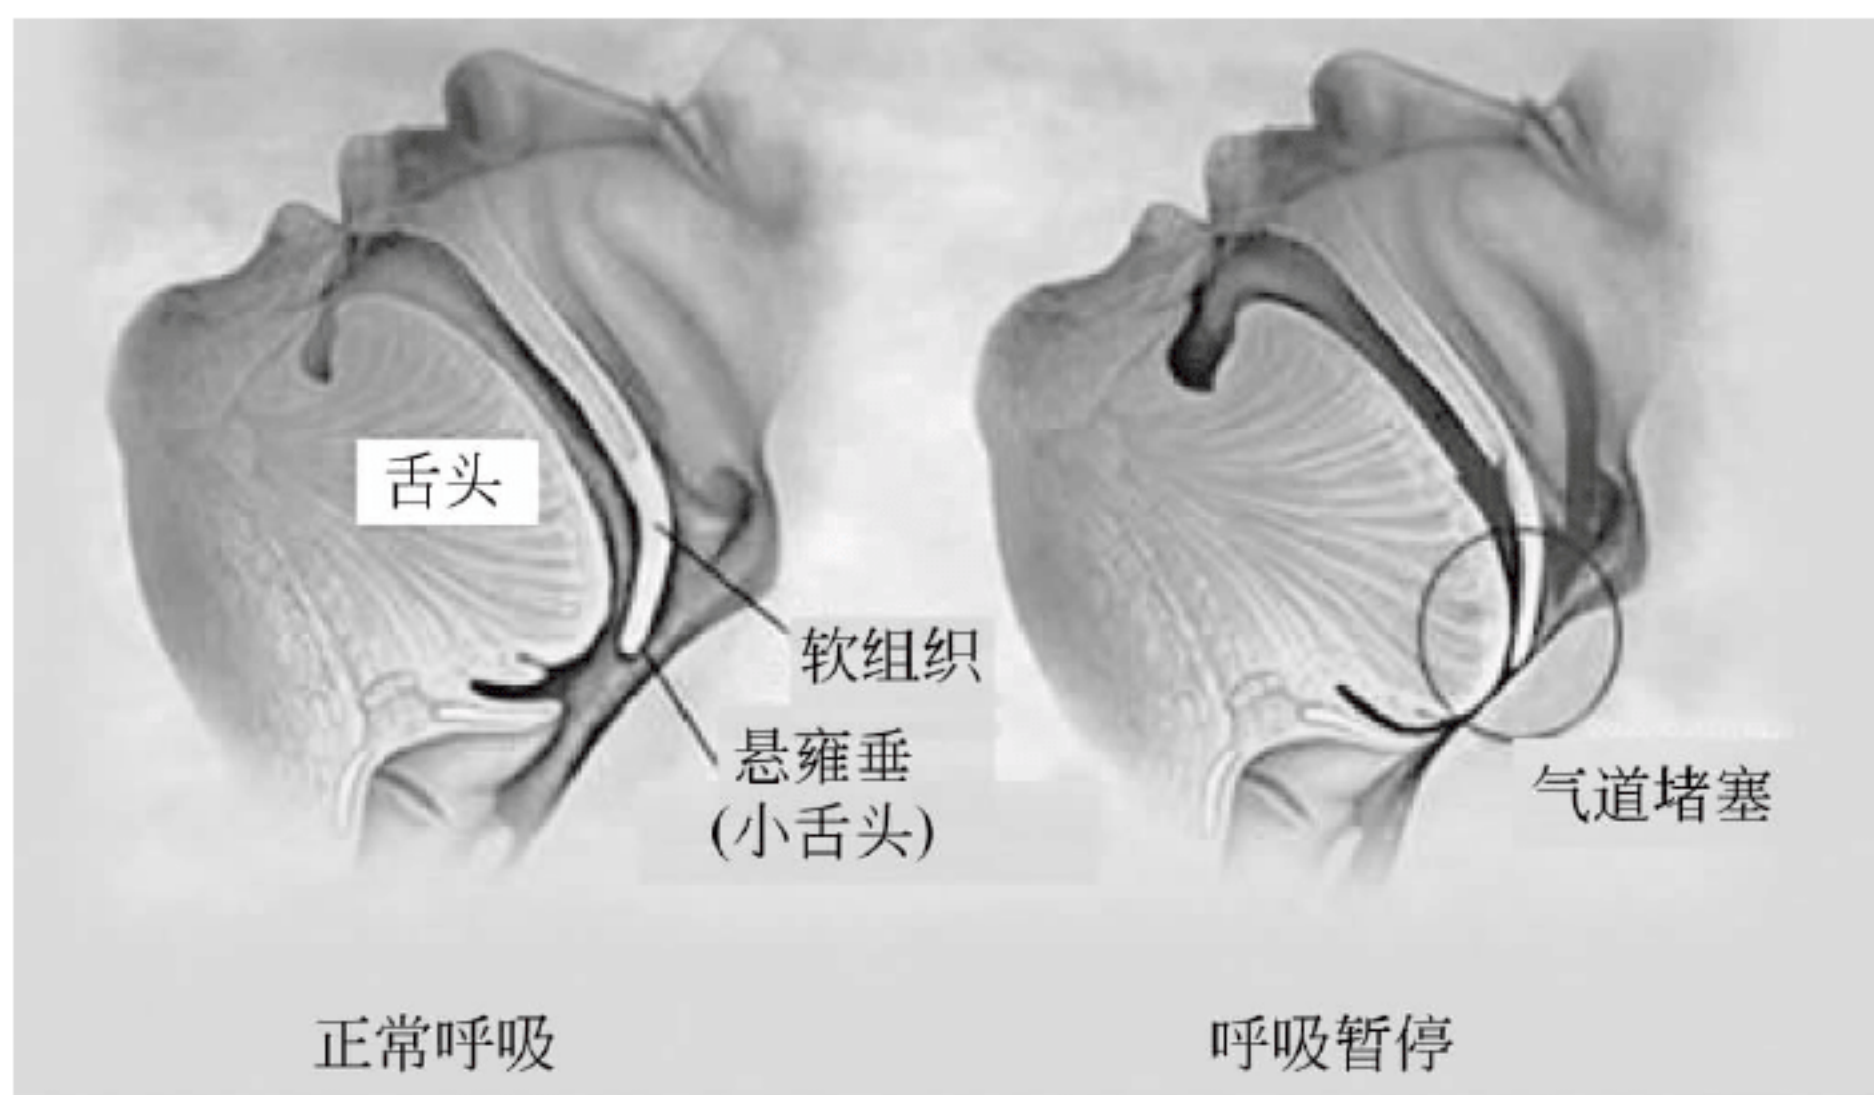 舌头
软组织
悬雍垂
(小舌头)
气道堵塞
正常呼吸
呼吸暂停